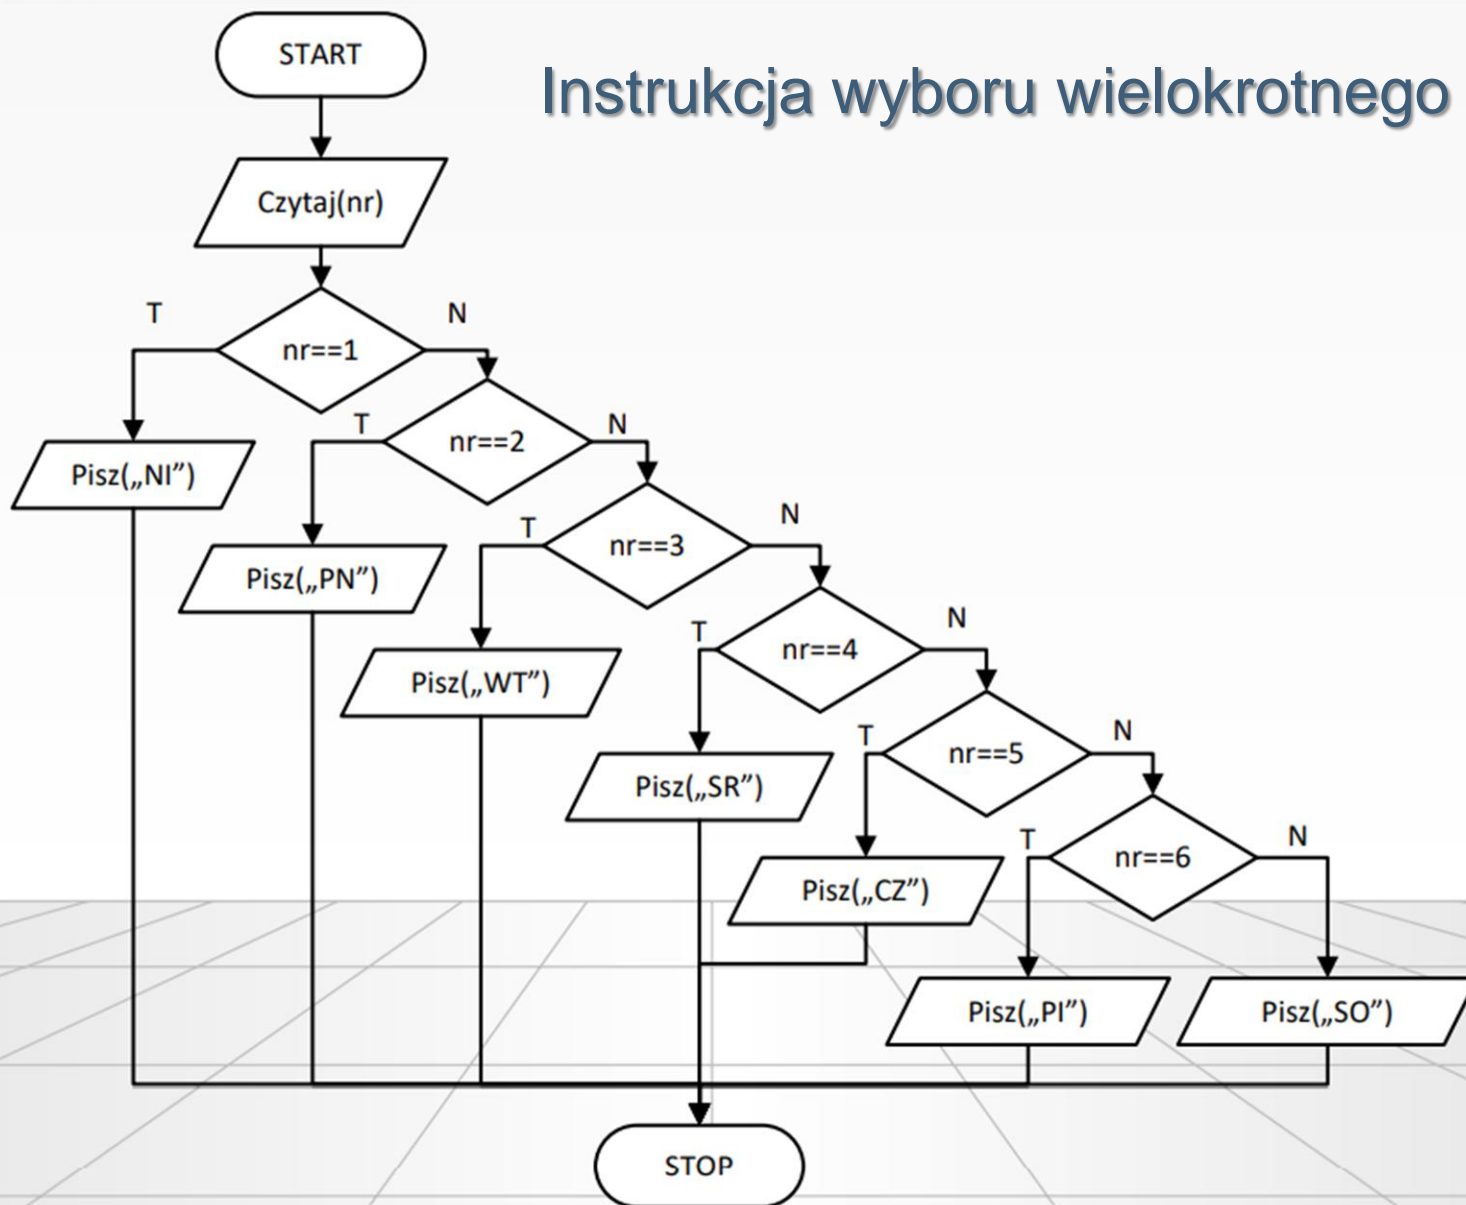 START
Instrukcja wyboru wielokrotnego
Czytaj(nr)
T
N
nr==1
T
N
nr==2
Pisz(„NI”)
T
N
nr==3
Pisz(„PN”)
T
N
nr==4
Pisz(„WT”)
T
N
nr==5
Pisz(„SR”)
T
N
nr==6
Pisz(„CZ”)
Pisz(„PI”)
Pisz(„SO”)
STOP